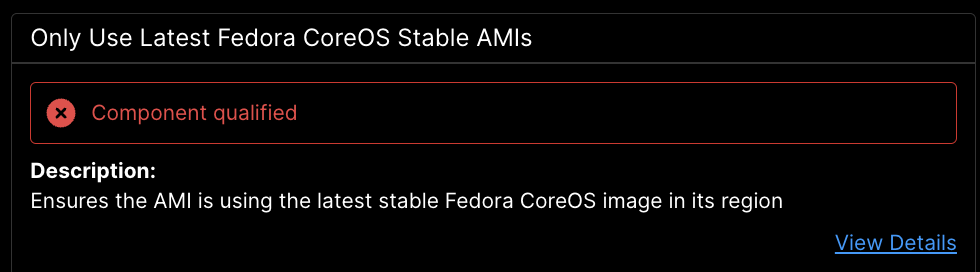 Only Use Latest Fedora CoreOS Stable AMIs
Component qualified
Description:
Ensures the AMI is using the latest stable Fedora CoreOS image in its region
View Details